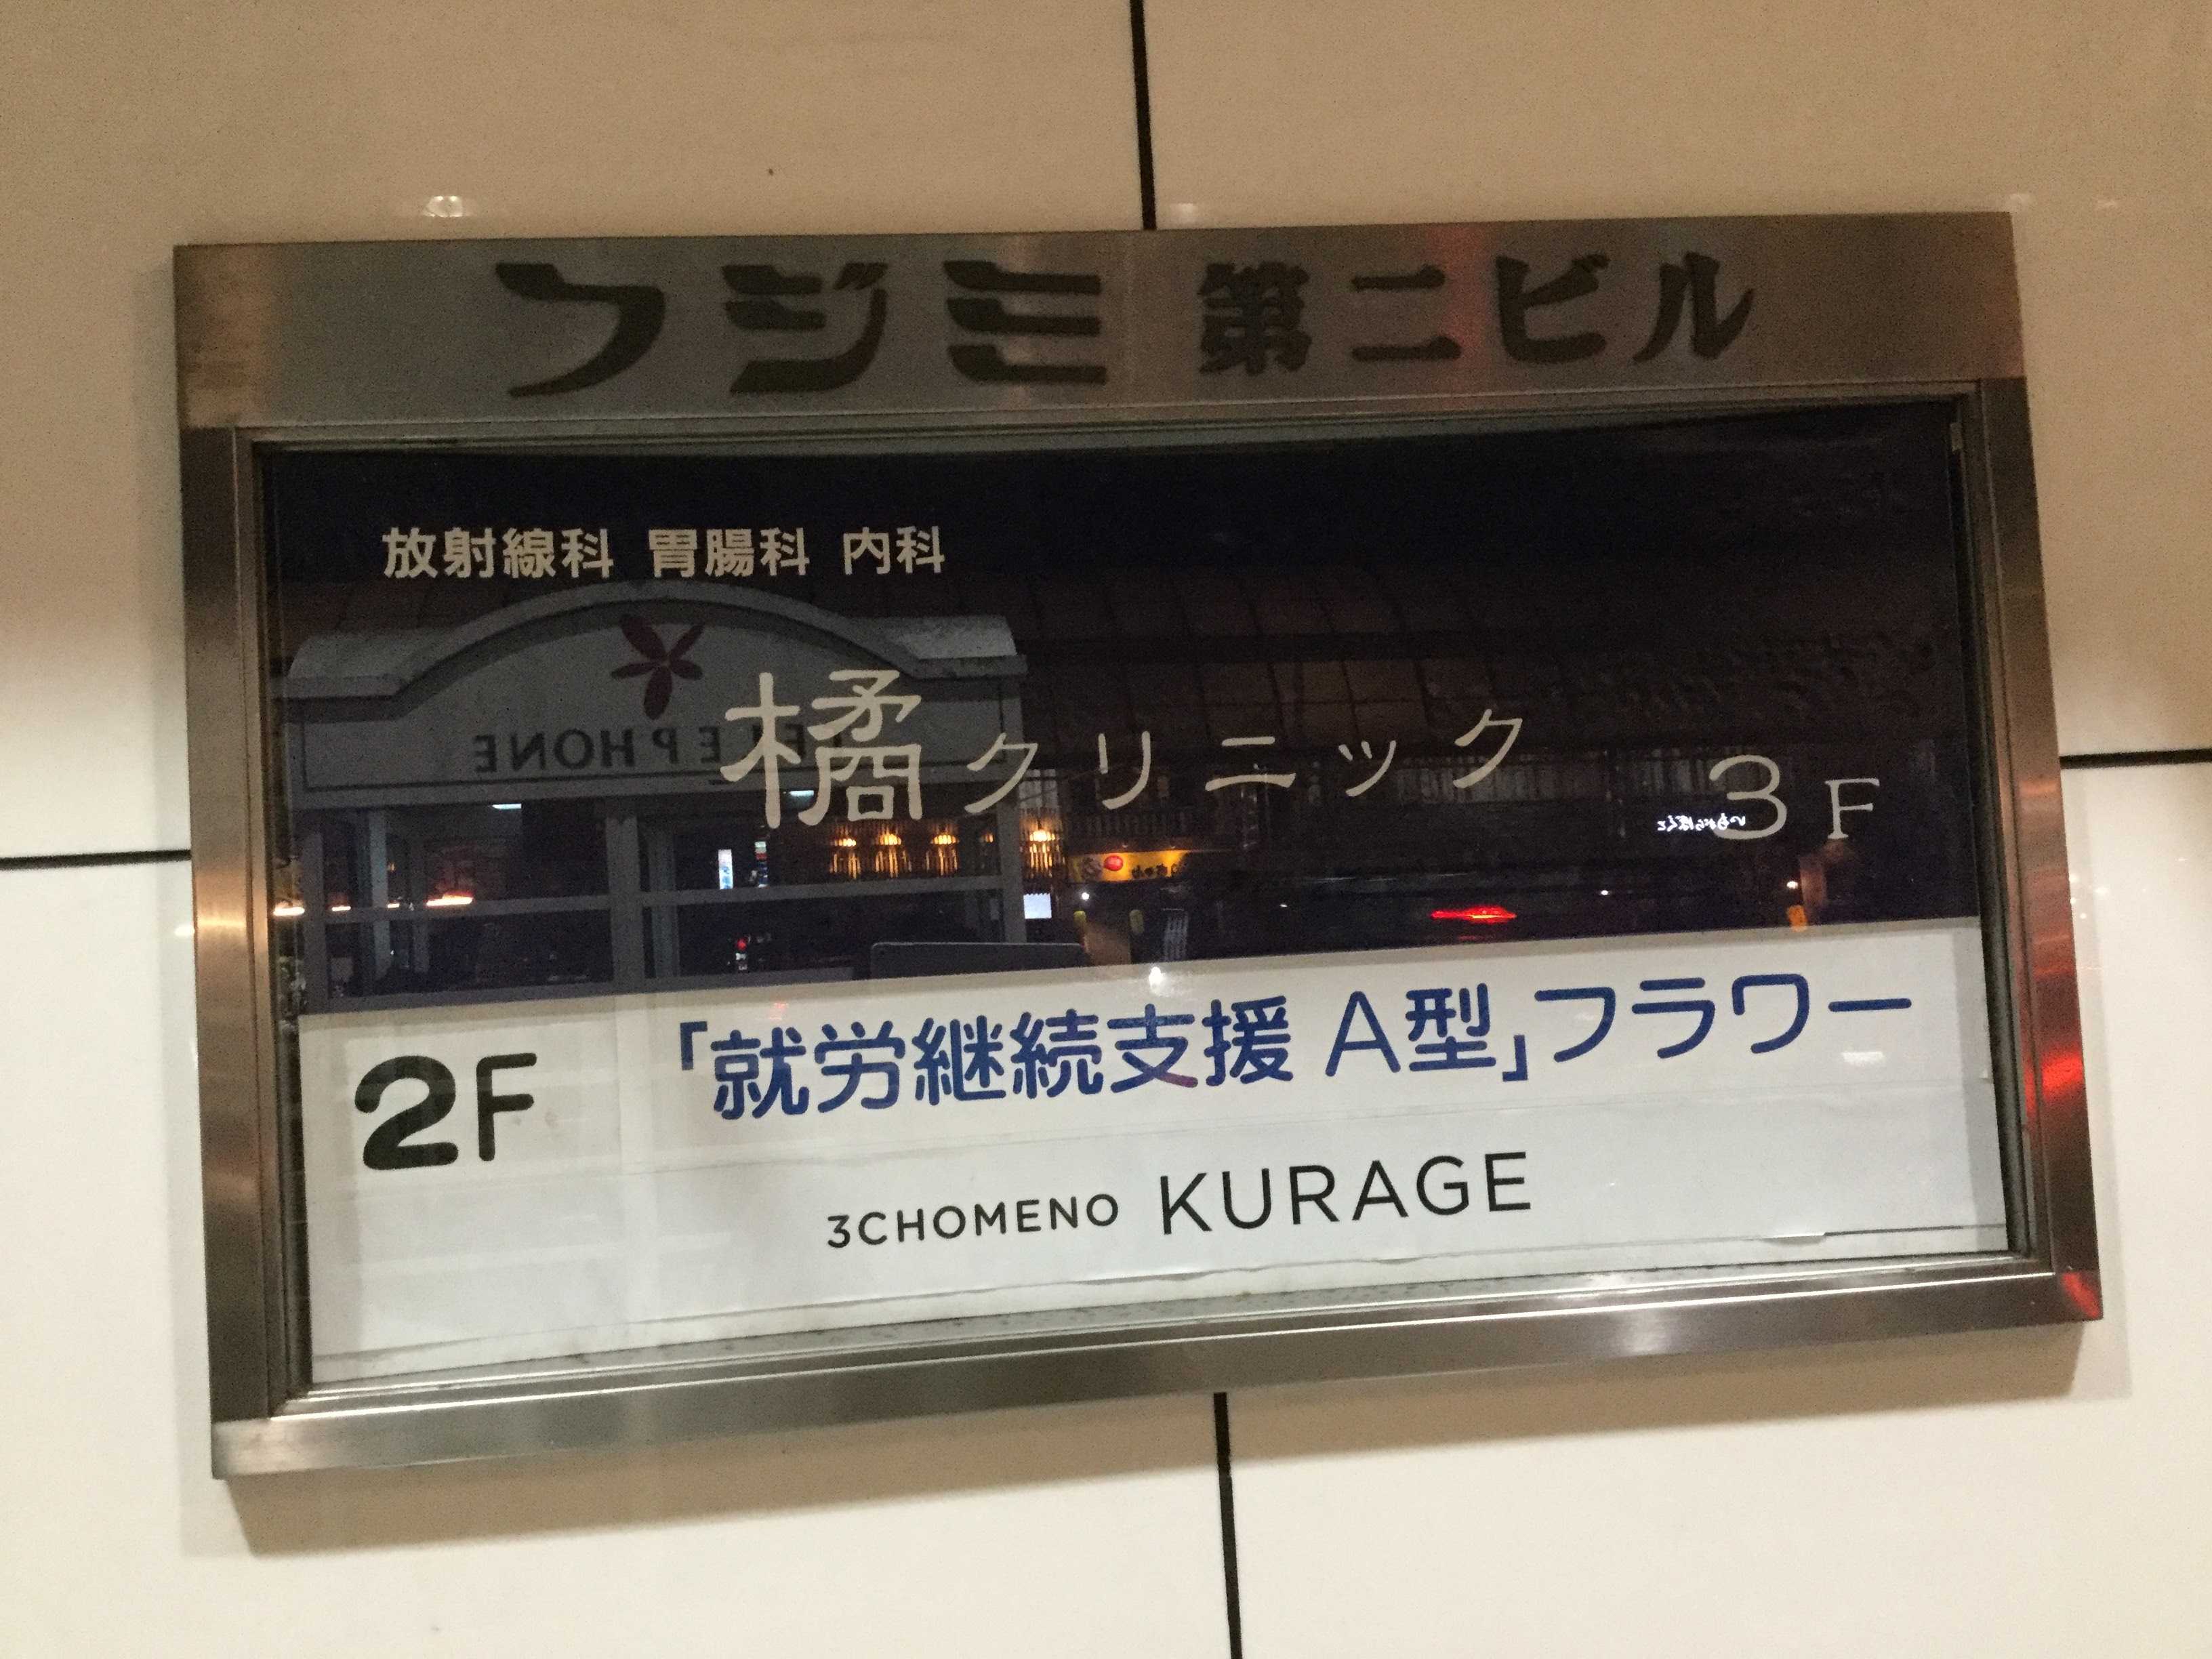 フジミ 第二ビル
放射線科 胃腸科 内科
橘クリニック 3F
TELEPHONE
2F 「就労継続支援 A型」フラワー
3CHOMENO KURAGE